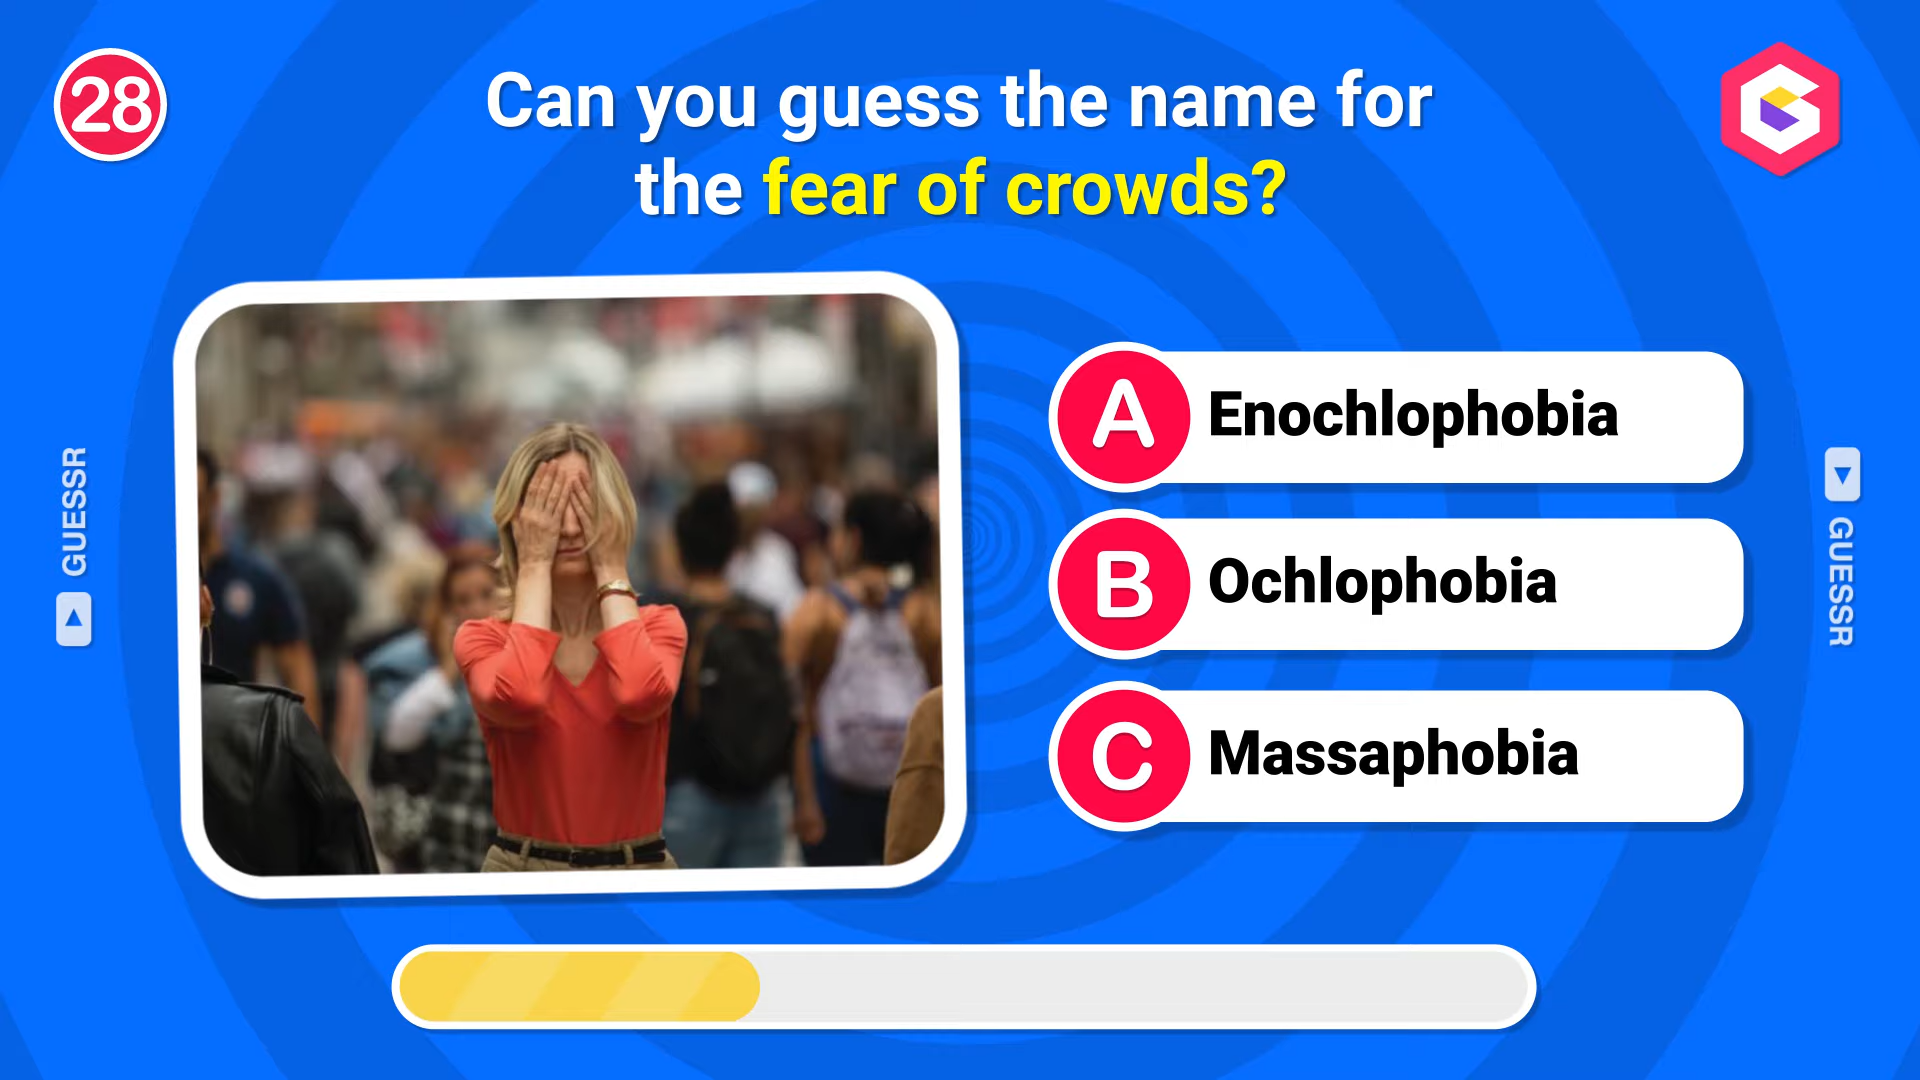 28
Can you guess the name for
the fear of crowds?
GUESSR
A Enochlophobia
B Ochlophobia
C Massaphobia
GUESSR